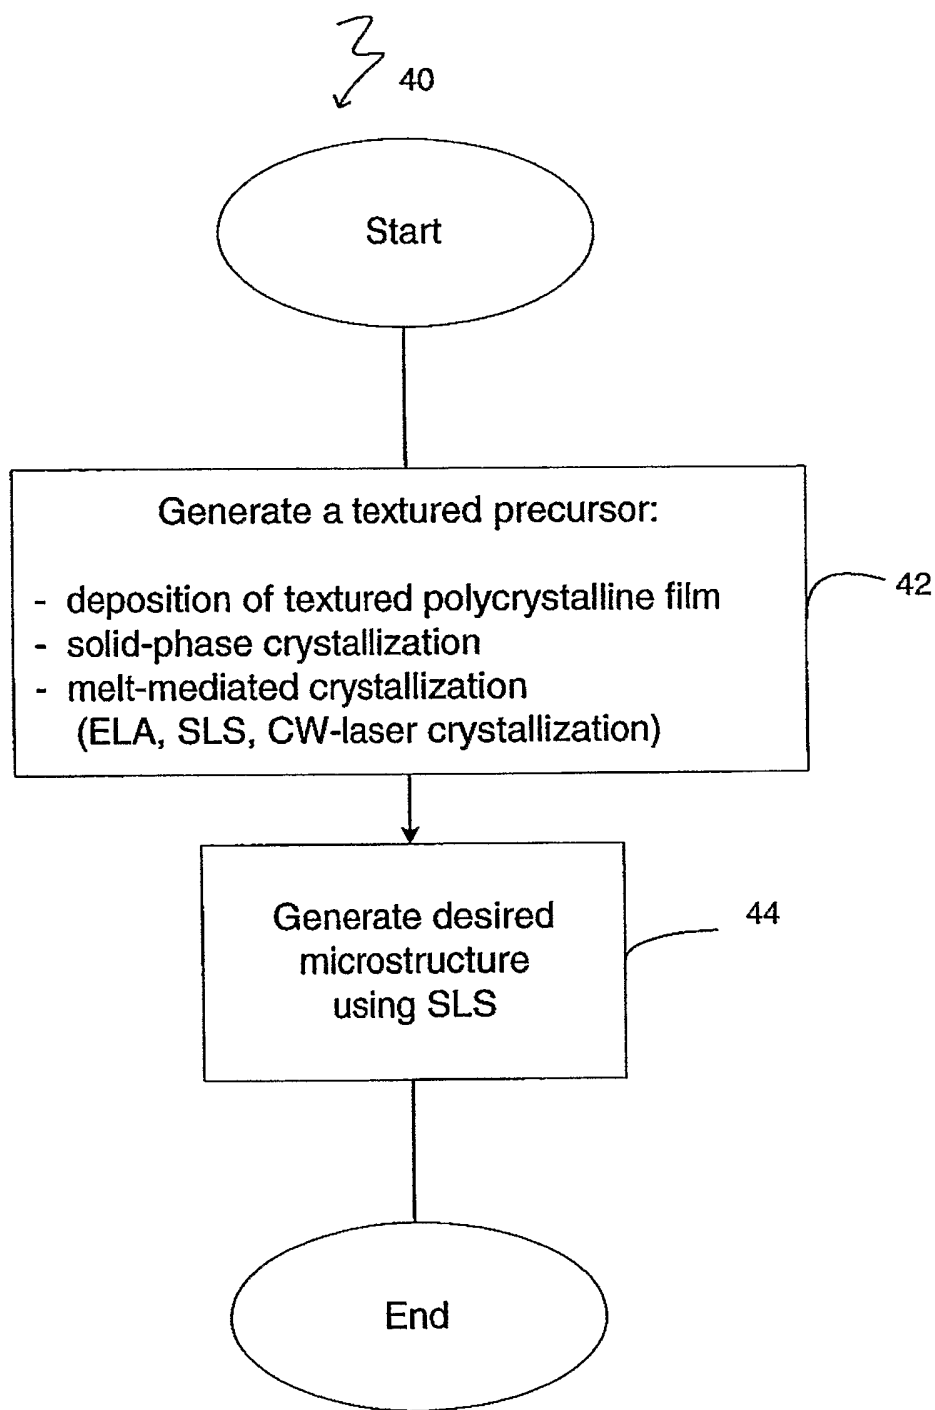 40
Start
Generate a textured precursor:
- deposition of textured polycrystalline film
- solid-phase crystallization
- melt-mediated crystallization
(ELA, SLS, CW-laser crystallization)
42
Generate desired
microstructure
using SLS
44
End